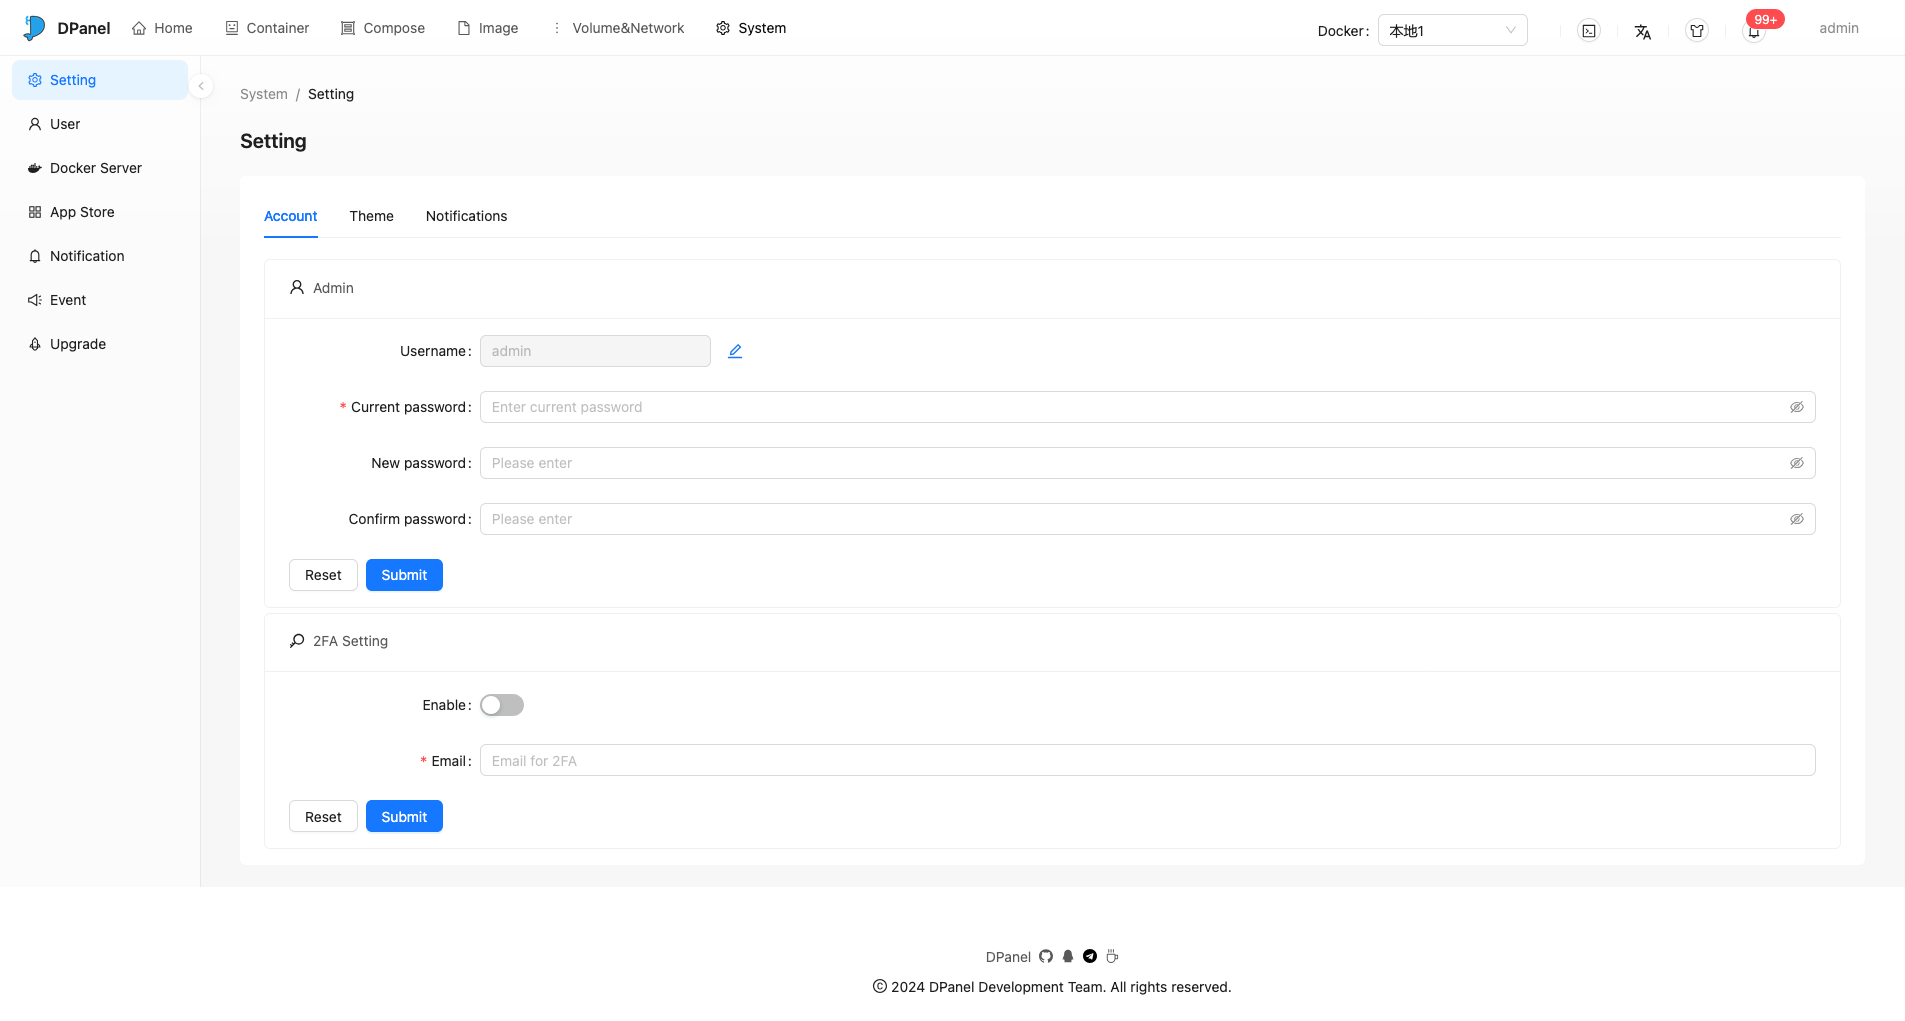 DPanel
Home
Container
Compose
Image
Volume&Network
System
Docker: 本地1
99+
admin
Setting
User
Docker Server
App Store
Notification
Event
Upgrade
System / Setting
Setting
Account
Theme
Notifications
Admin
Username: admin
* Current password: Enter current password
New password: Please enter
Confirm password: Please enter
Reset
Submit
2FA Setting
Enable:
* Email: Email for 2FA
Reset
Submit
DPanel
© 2024 DPanel Development Team. All rights reserved.